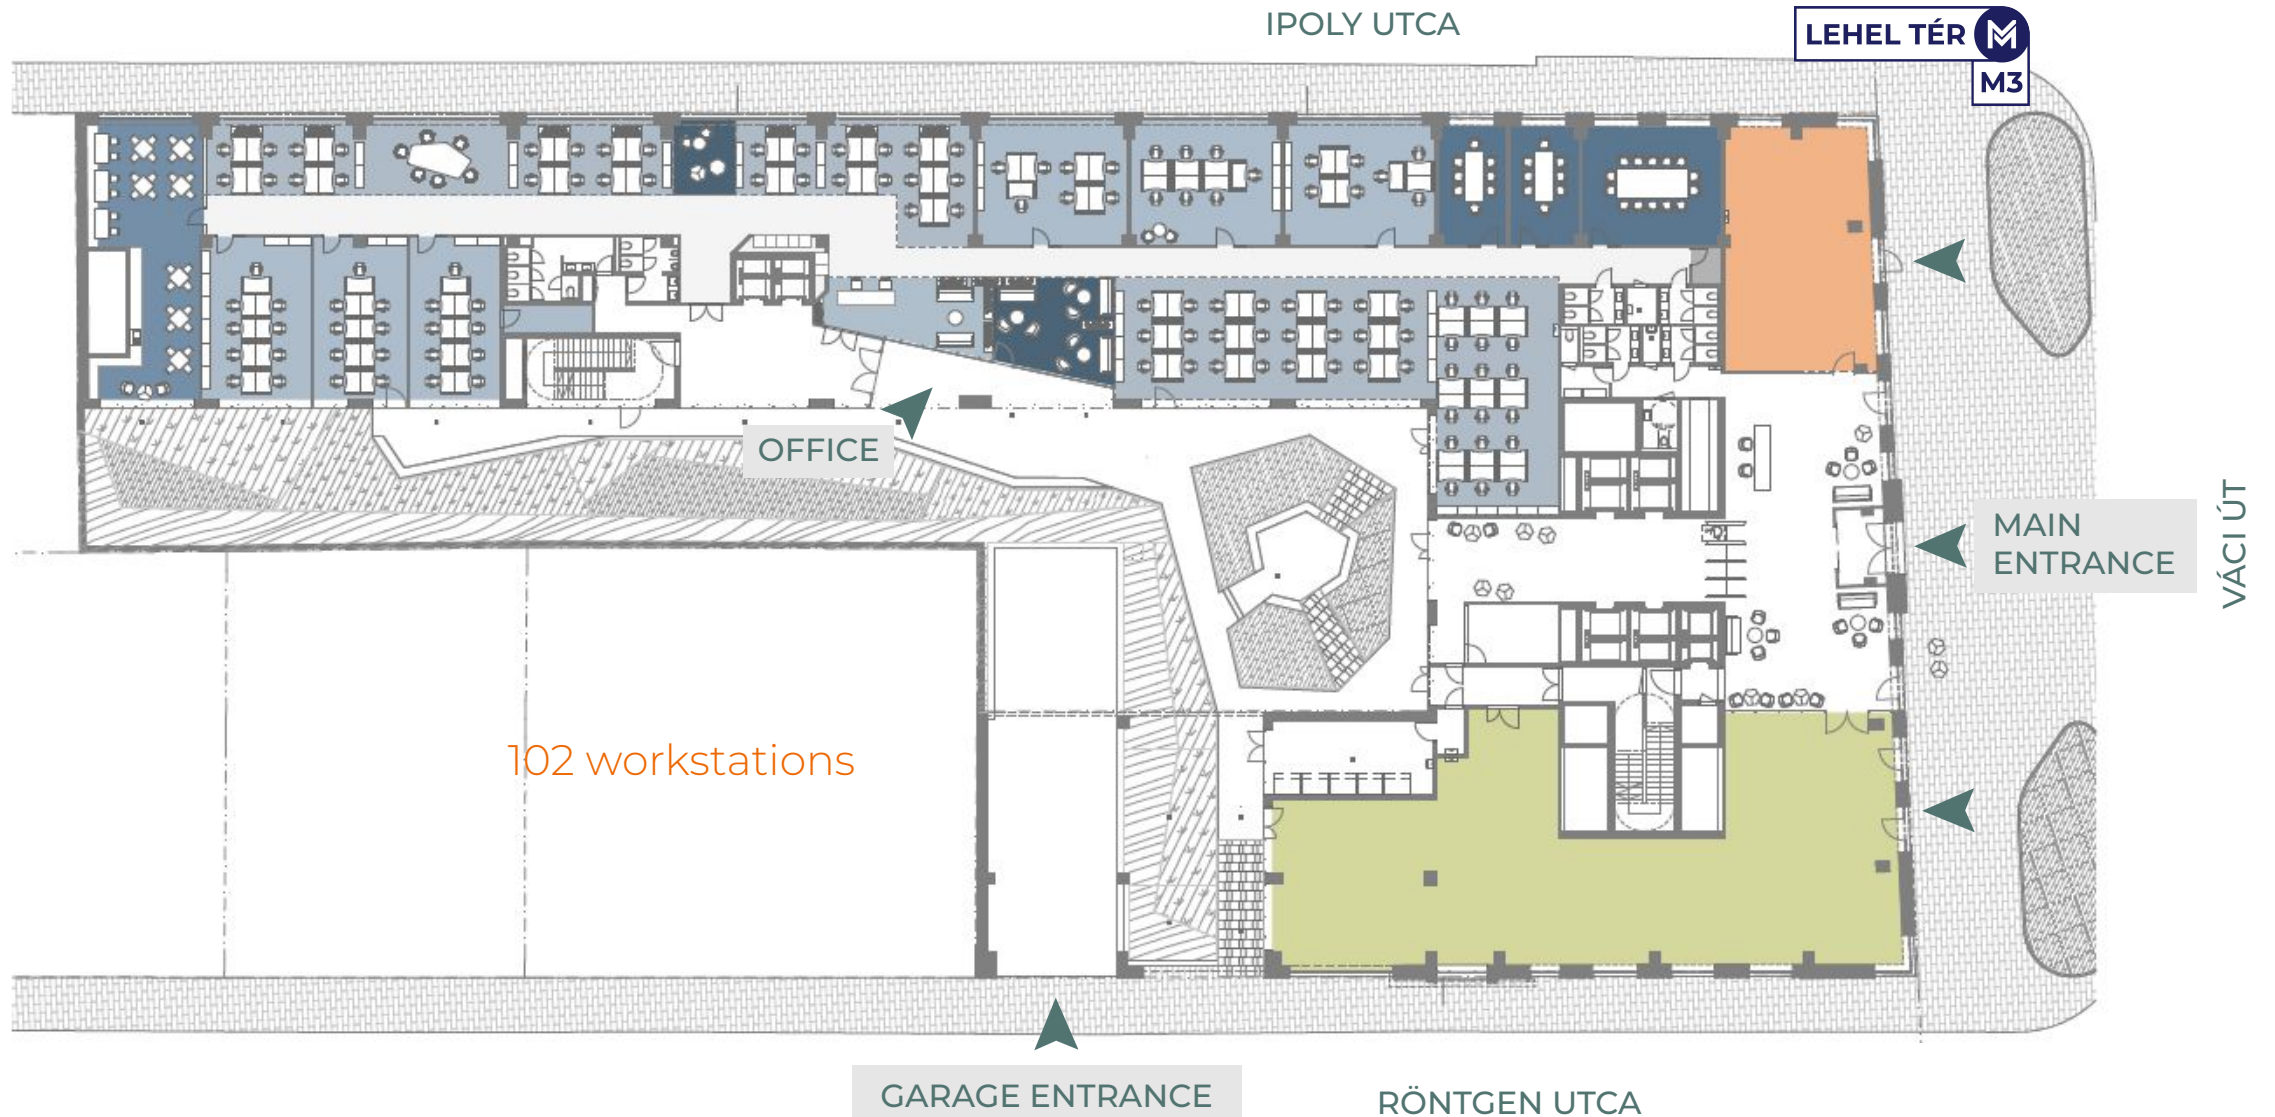 IPOLY UTCA
LEHEL TÉR M
M3
OFFICE
MAIN
ENTRANCE
VÁCI ÚT
102 workstations
GARAGE ENTRANCE
RÖNTGEN UTCA